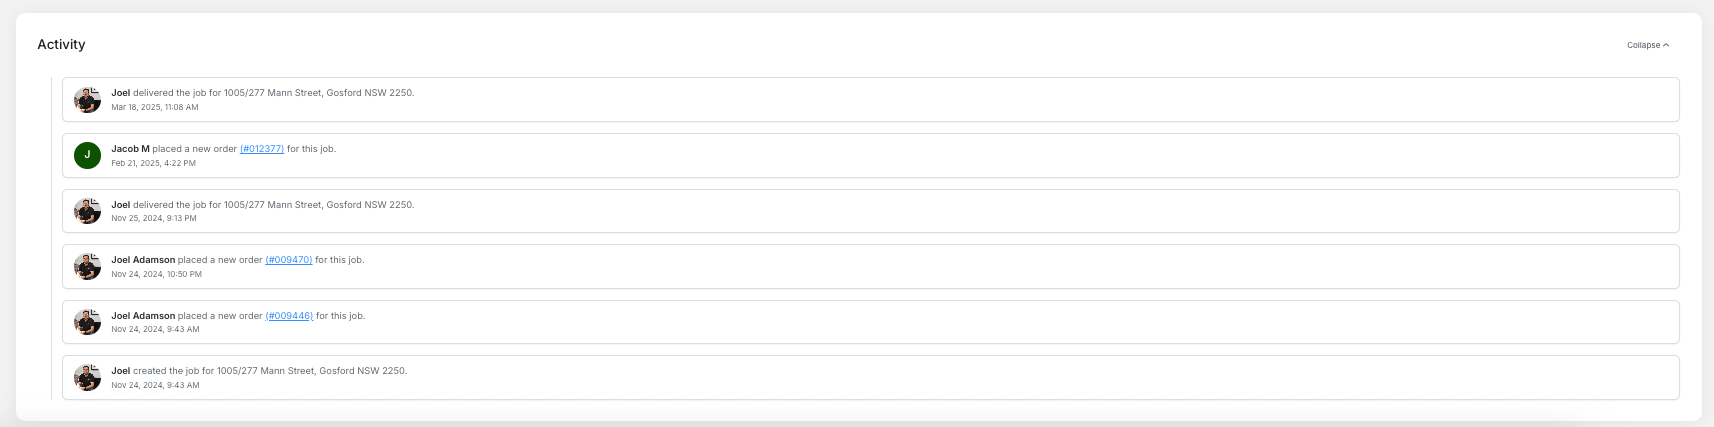 Activity
Collapse
Joel delivered the job for 1005/277 Mann Street, Gosford NSW 2250.
Mar 18, 2025, 11:08 AM
J
Jacob M placed a new order (#012377) for this job.
Feb 21, 2025, 4:22 PM
Joel delivered the job for 1005/277 Mann Street, Gosford NSW 2250.
Nov 25, 2024, 9:13 PM
Joel Adamson placed a new order (#009470) for this job.
Nov 24, 2024, 10:50 PM
Joel Adamson placed a new order (#009446) for this job.
Nov 24, 2024, 9:43 AM
Joel created the job for 1005/277 Mann Street, Gosford NSW 2250.
Nov 24, 2024, 9:43 AM